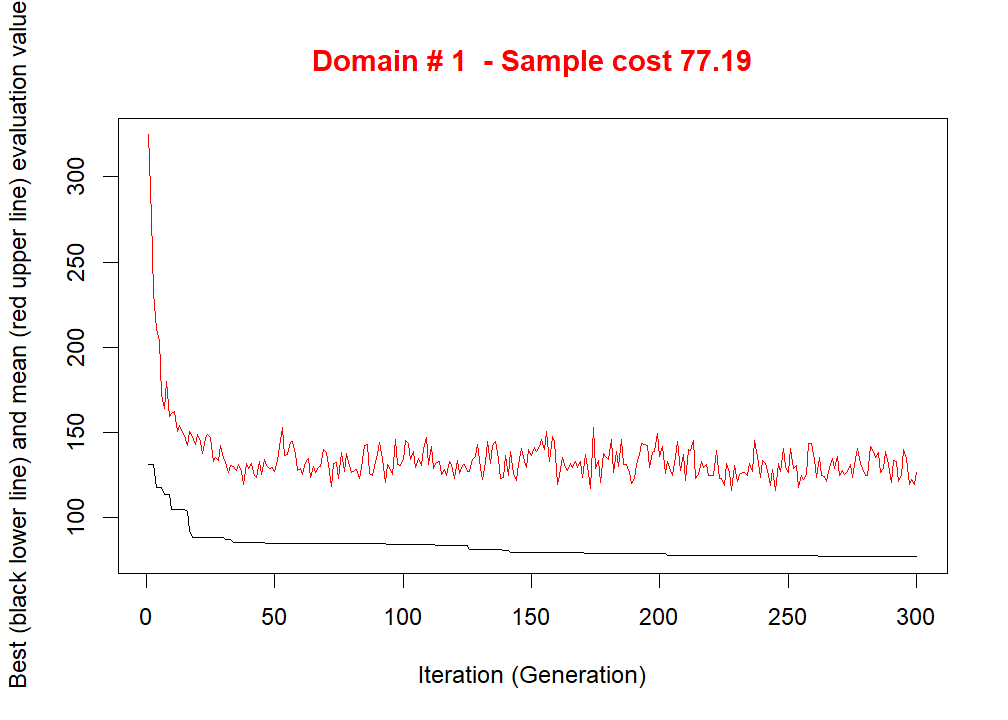 Domain # 1  - Sample cost 77.19
Best (black lower line) and mean (red upper line) evaluation value
300
250
200
150
100
0 50 100 150 200 250 300
Iteration (Generation)